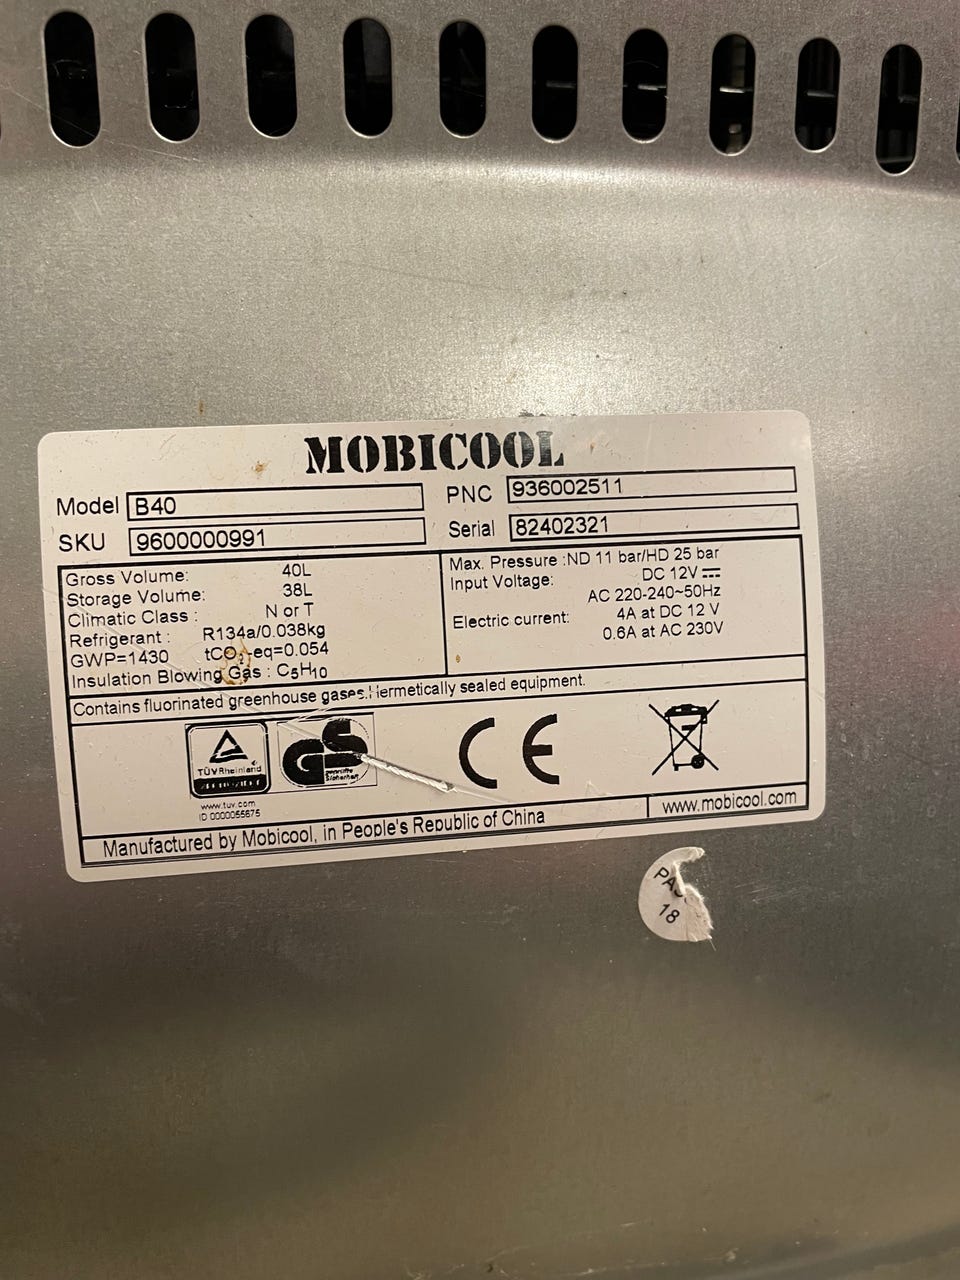 MOBICOOL
Model B40
PNC 936002511
SKU 9600000991
Serial 82402321
Gross Volume: 40L
Storage Volume: 38L
Climatic Class : N or T
Refrigerant : R134a/0.038kg
GWP=1430 tCO₂-eq=0.054
Insulation Blowing Gas : C₅H₁₀
Max. Pressure :ND 11 bar/HD 25 bar
Input Voltage: DC 12V
AC 220-240~50Hz
Electric current: 4A at DC 12 V
0.6A at AC 230V
Contains fluorinated greenhouse gases.Hermetically sealed equipment.
TÜVRheinland
GS
geprüfte
Sicherheit
CE
www.tuv.com
ID 0000055675
Manufactured by Mobicool, in People's Republic of China
www.mobicool.com
18